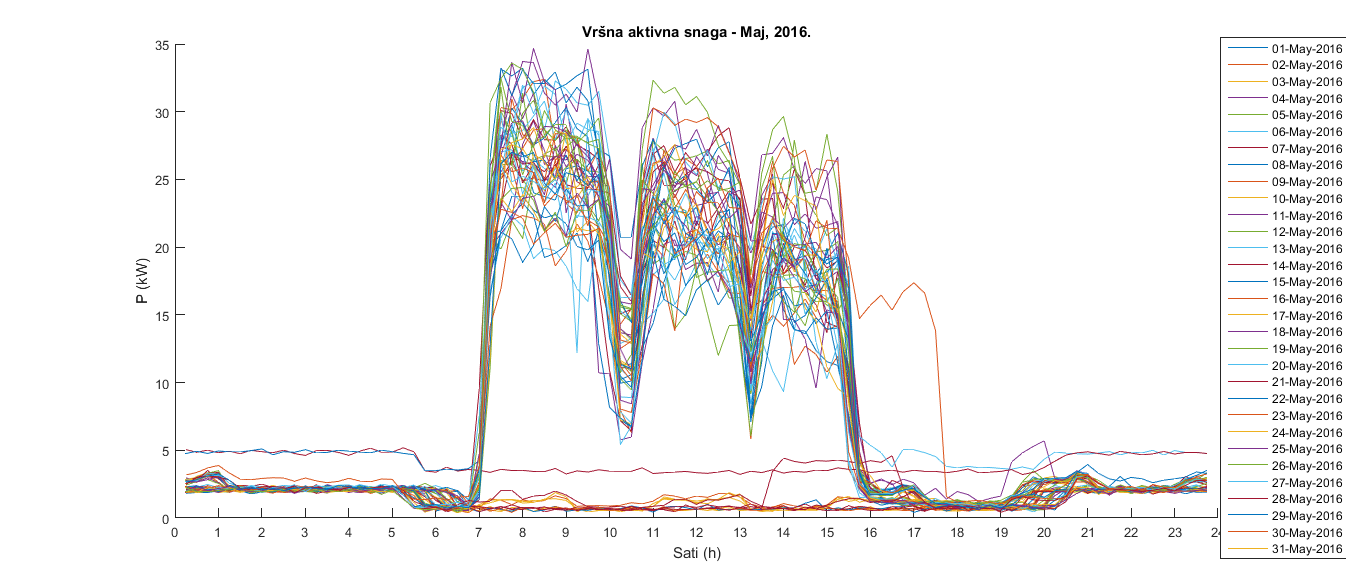 Vršna aktivna snaga - Maj, 2016.
P (kW)
35
30
25
20
15
10
5
0
0 1 2 3 4 5 6 7 8 9 10 11 12 13 14 15 16 17 18 19 20 21 22 23 24
Sati (h)
01-May-2016
02-May-2016
03-May-2016
04-May-2016
05-May-2016
06-May-2016
07-May-2016
08-May-2016
09-May-2016
10-May-2016
11-May-2016
12-May-2016
13-May-2016
14-May-2016
15-May-2016
16-May-2016
17-May-2016
18-May-2016
19-May-2016
20-May-2016
21-May-2016
22-May-2016
23-May-2016
24-May-2016
25-May-2016
26-May-2016
27-May-2016
28-May-2016
29-May-2016
30-May-2016
31-May-2016